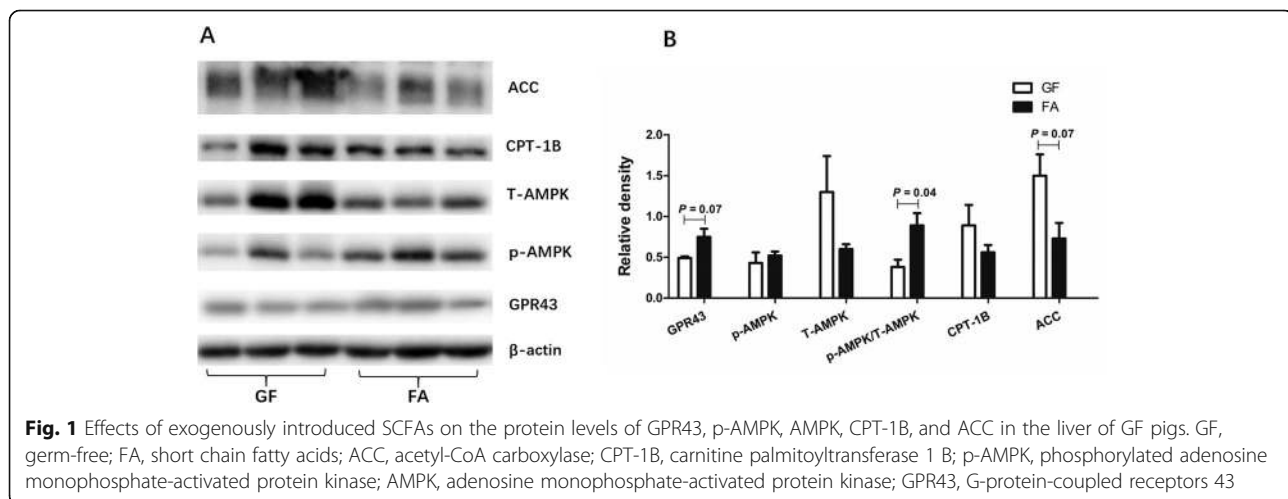 A
ACC
CPT-1B
T-AMPK
p-AMPK
GPR43
β-actin
GF FA
B
GF
FA
Relative density
2.0
1.5
1.0
0.5
0.0
P = 0.07
P = 0.04
P = 0.07
GPR43
p-AMPK
T-AMPK
p-AMPK/T-AMPK
CPT-1B
ACC
Fig. 1 Effects of exogenously introduced SCFAs on the protein levels of GPR43, p-AMPK, AMPK, CPT-1B, and ACC in the liver of GF pigs. GF,
germ-free; FA, short chain fatty acids; ACC, acetyl-CoA carboxylase; CPT-1B, carnitine palmitoyltransferase 1 B; p-AMPK, phosphorylated adenosine
monophosphate-activated protein kinase; AMPK, adenosine monophosphate-activated protein kinase; GPR43, G-protein-coupled receptors 43